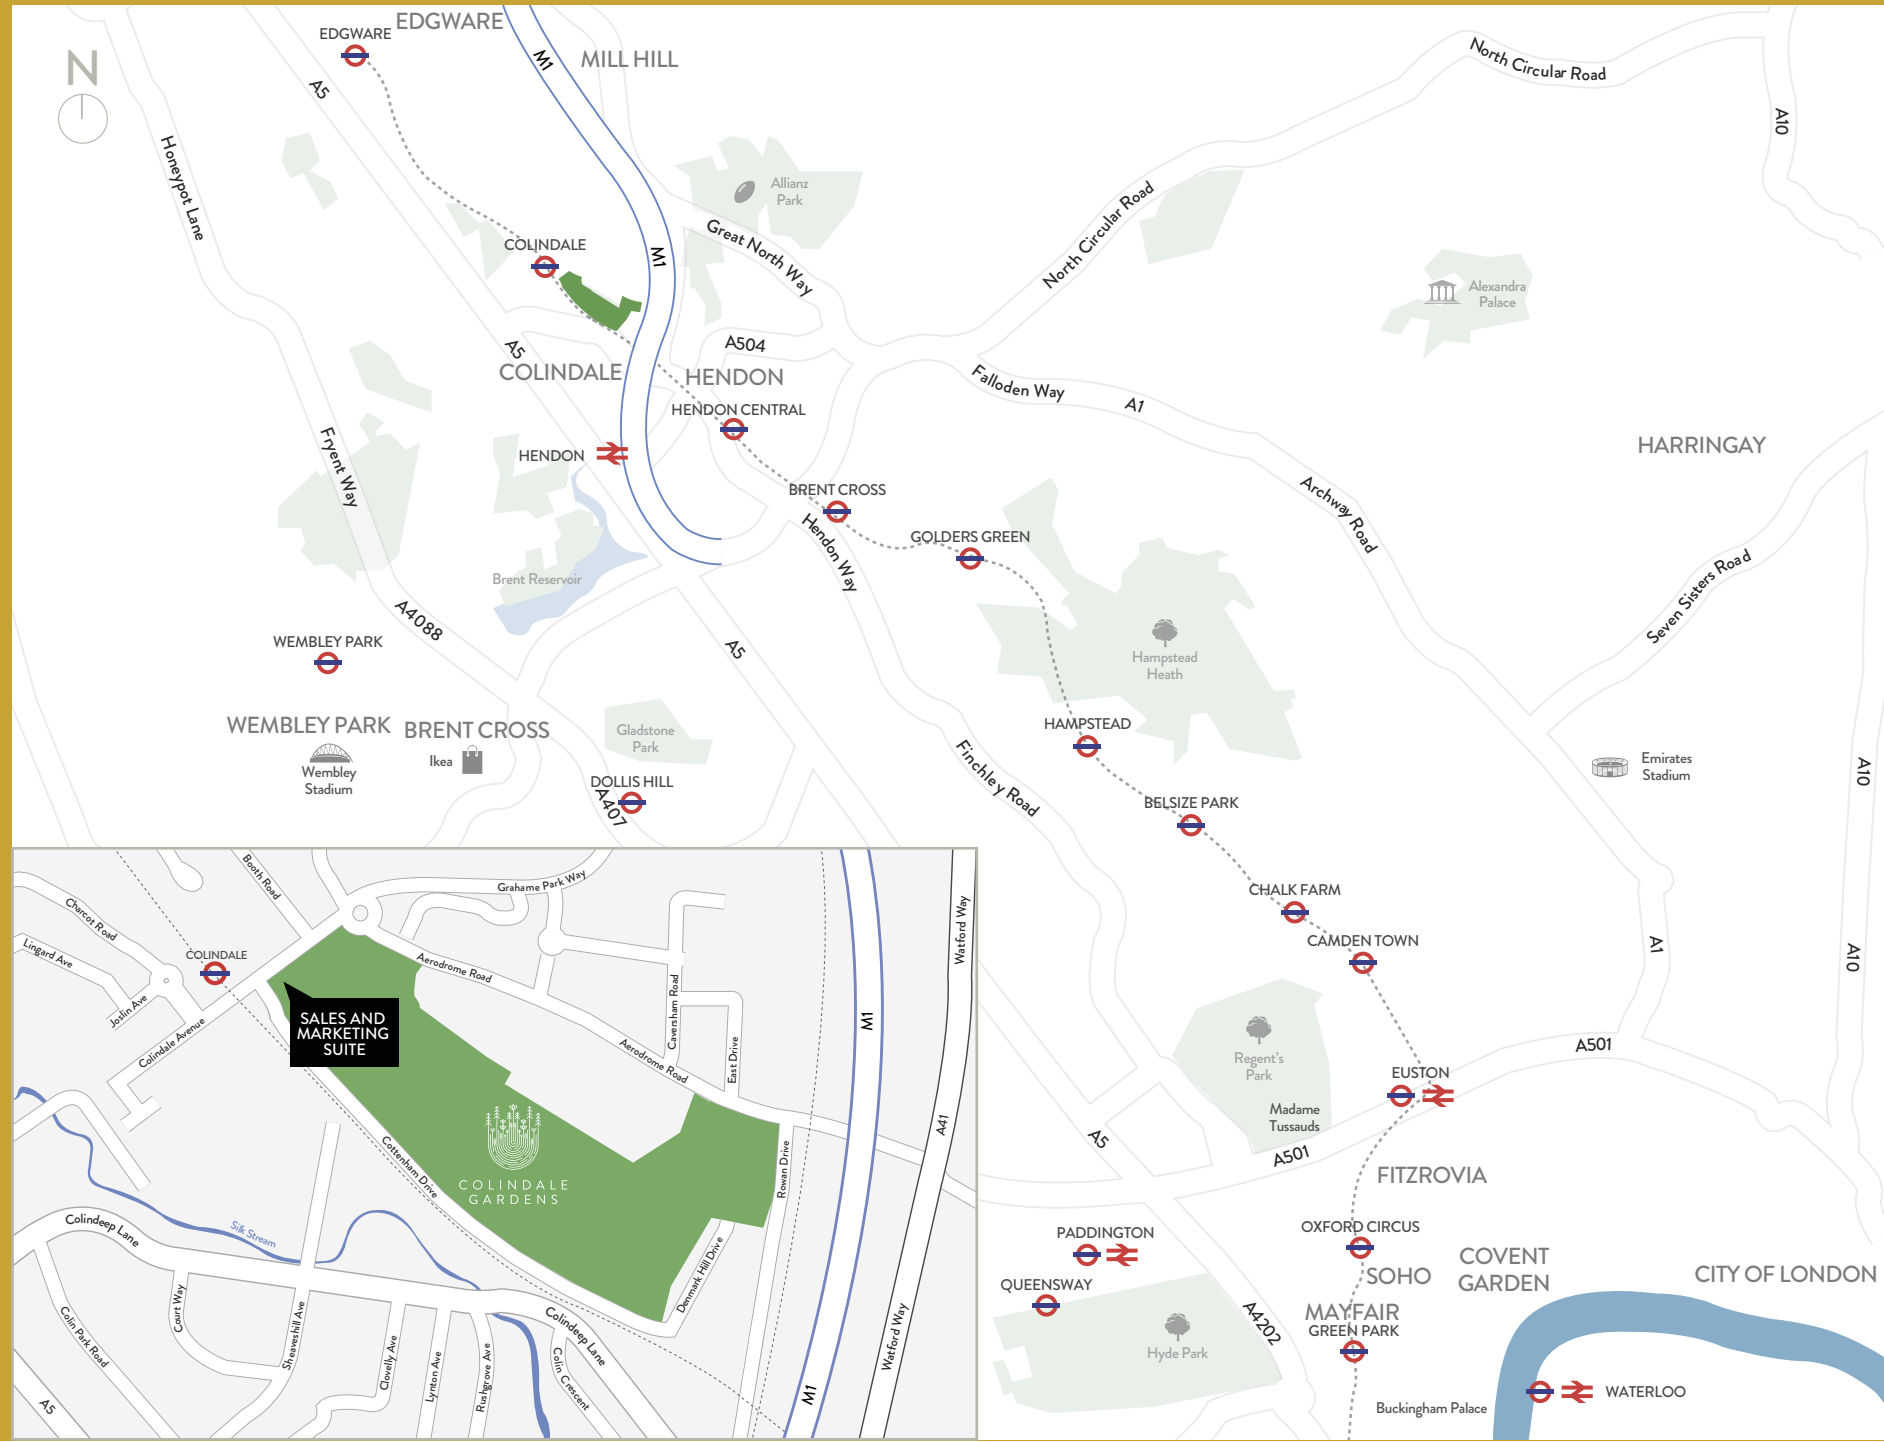 EDGWARE
EDGWARE
N
A5
M1
MILL HILL
North Circular Road
A10
Honeypot Lane
Allianz
Park
Great North Way
North Circular Road
COLINDALE
M1
Alexandra
Palace
A5
A504
COLINDALE
HENDON
Falloden Way
A1
HENDON CENTRAL
HARRINGAY
Fryent Way
HENDON
BRENT CROSS
Hendon Way
GOLDERS GREEN
Archway Road
Brent Reservoir
Seven Sisters Road
A4088
WEMBLEY PARK
A5
Hampstead
Heath
WEMBLEY PARK
BRENT CROSS
Ikea
Wembley
Stadium
Gladstone
Park
HAMPSTEAD
Finchley Road
Emirates
Stadium
A10
DOLLIS HILL
A407
BELSIZE PARK
CHALK FARM
CAMDEN TOWN
A1
A10
Regent's
Park
A501
EUSTON
Madame
Tussauds
A5
A501
FITZROVIA
PADDINGTON
OXFORD CIRCUS
QUEENSWAY
SOHO
COVENT
GARDEN
CITY OF LONDON
MAYFAIR
GREEN PARK
A4202
Hyde Park
Buckingham Palace
WATERLOO
Booth Road
Grahame Park Way
Charcot Road
Lingard Ave
COLINDALE
Aerodrome Road
Watford Way
Joslin Ave
Colindale Avenue
SALES AND
MARKETING
SUITE
Caversham Road
M1
Aerodrome Road
East Drive
A41
Cottenham Drive
COLINDALE
GARDENS
Rowan Drive
Colindeep Lane
Silk Stream
Denmark Hill Drive
Court Way
Colin Park Road
Sheaveshill Ave
Clovelly Ave
Lynton Ave
Rushgrove Ave
Colindeep Lane
Colin Crescent
Watford Way
A5
M1